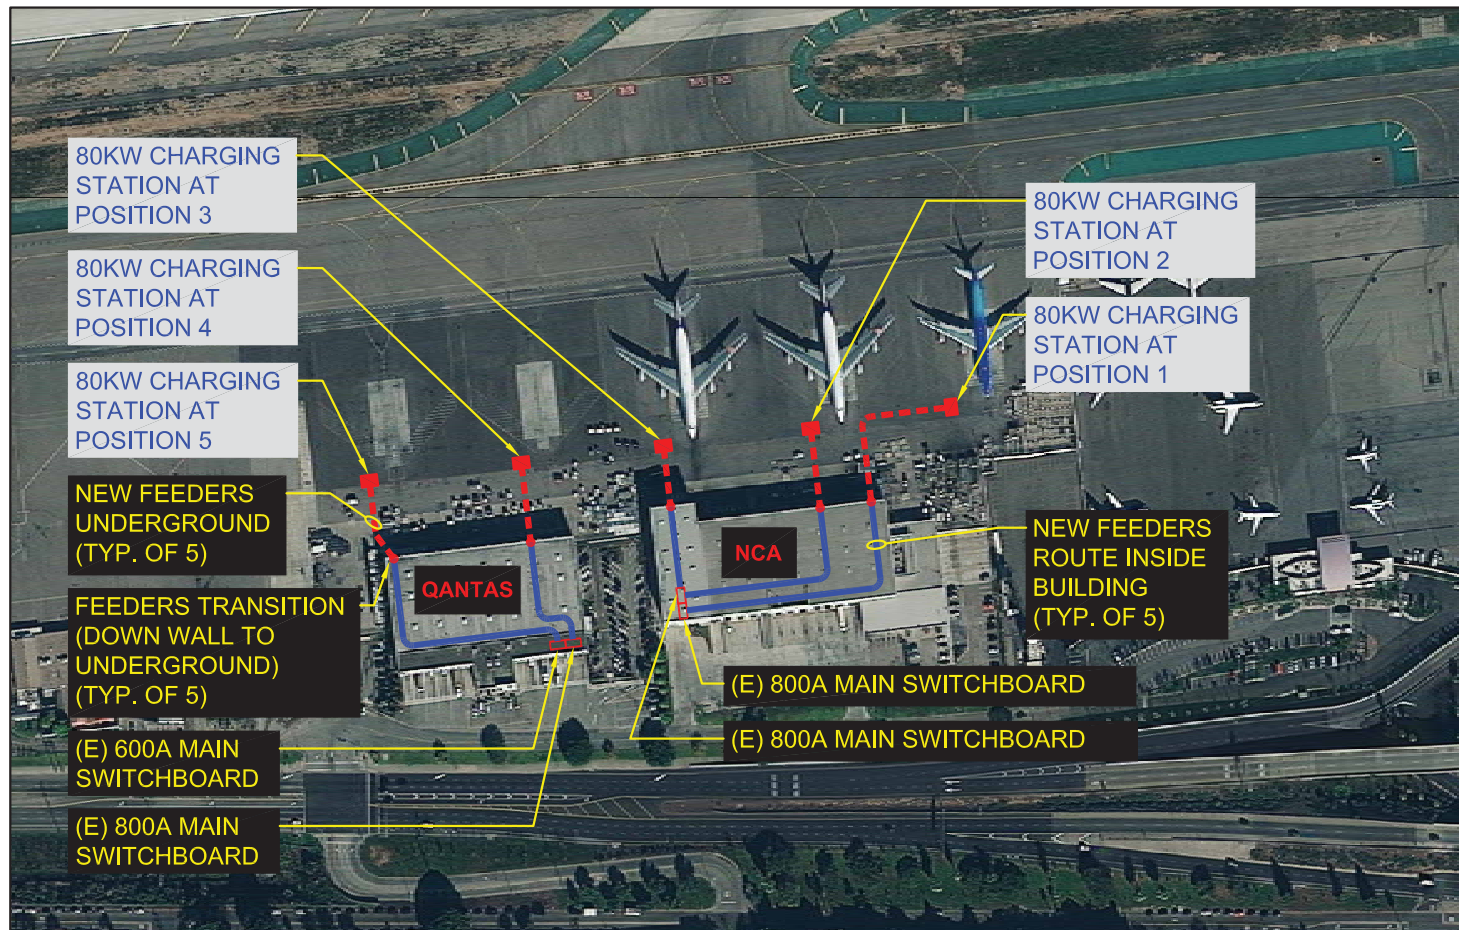 80KW CHARGING
STATION AT
POSITION 3
80KW CHARGING
STATION AT
POSITION 4
80KW CHARGING
STATION AT
POSITION 5
NEW FEEDERS
UNDERGROUND
(TYP. OF 5)
FEEDERS TRANSITION
(DOWN WALL TO
UNDERGROUND)
(TYP. OF 5)
(E) 600A MAIN
SWITCHBOARD
(E) 800A MAIN
SWITCHBOARD
QANTAS
NCA
80KW CHARGING
STATION AT
POSITION 2
80KW CHARGING
STATION AT
POSITION 1
NEW FEEDERS
ROUTE INSIDE
BUILDING
(TYP. OF 5)
(E) 800A MAIN SWITCHBOARD
(E) 800A MAIN SWITCHBOARD